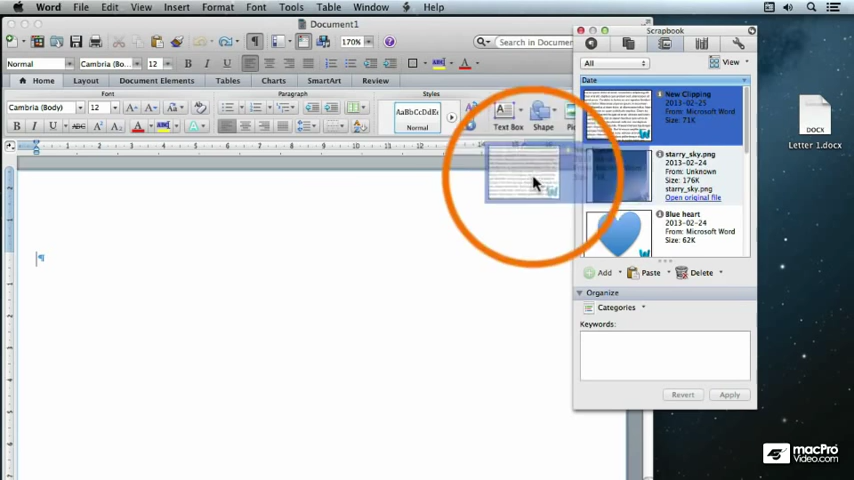 Word File Edit View Insert Format Font Tools Table Window Help
Document1
170%
Search in Documen
Normal Cambria (Bo... 12
Home Layout Document Elements Tables Charts SmartArt Review
Font Paragraph Styles
Cambria (Body) 12
AaBbCcDdE
Normal
Text Box Shape
Scrapbook
All View
Date
New Clipping
2013-02-25
From: Microsoft Word
Size: 71K
starry_sky.png
2013-02-24
From: Unknown
Size: 176K
starry_sky.png
Open original file
Blue heart
2013-02-24
From: Microsoft Word
Size: 62K
Add Paste Delete
Organize
Categories
Keywords:
Revert Apply
DOCX
Letter 1.docx
macPro
Video.com